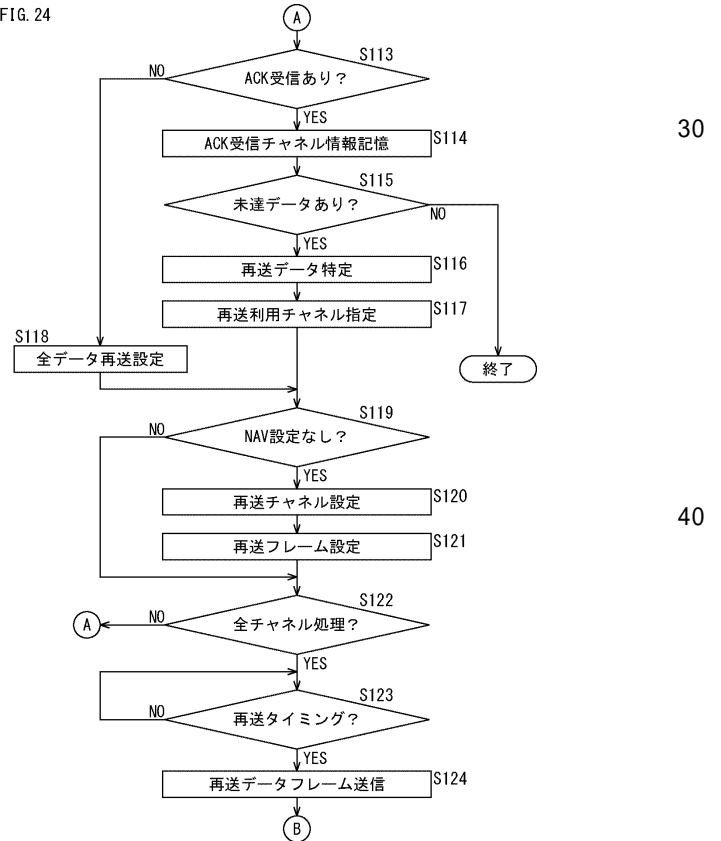 FIG. 24
A
S113
NO
ACK受信あり？
YES
30
ACK受信チャネル情報記憶
S114
S115
未達データあり？
NO
YES
再送データ特定
S116
再送利用チャネル指定
S117
S118
全データ再送設定
終了
S119
NO
NAV設定なし？
YES
再送チャネル設定
S120
40
再送フレーム設定
S121
S122
A
NO
全チャネル処理？
YES
S123
NO
再送タイミング？
YES
再送データフレーム送信
S124
B